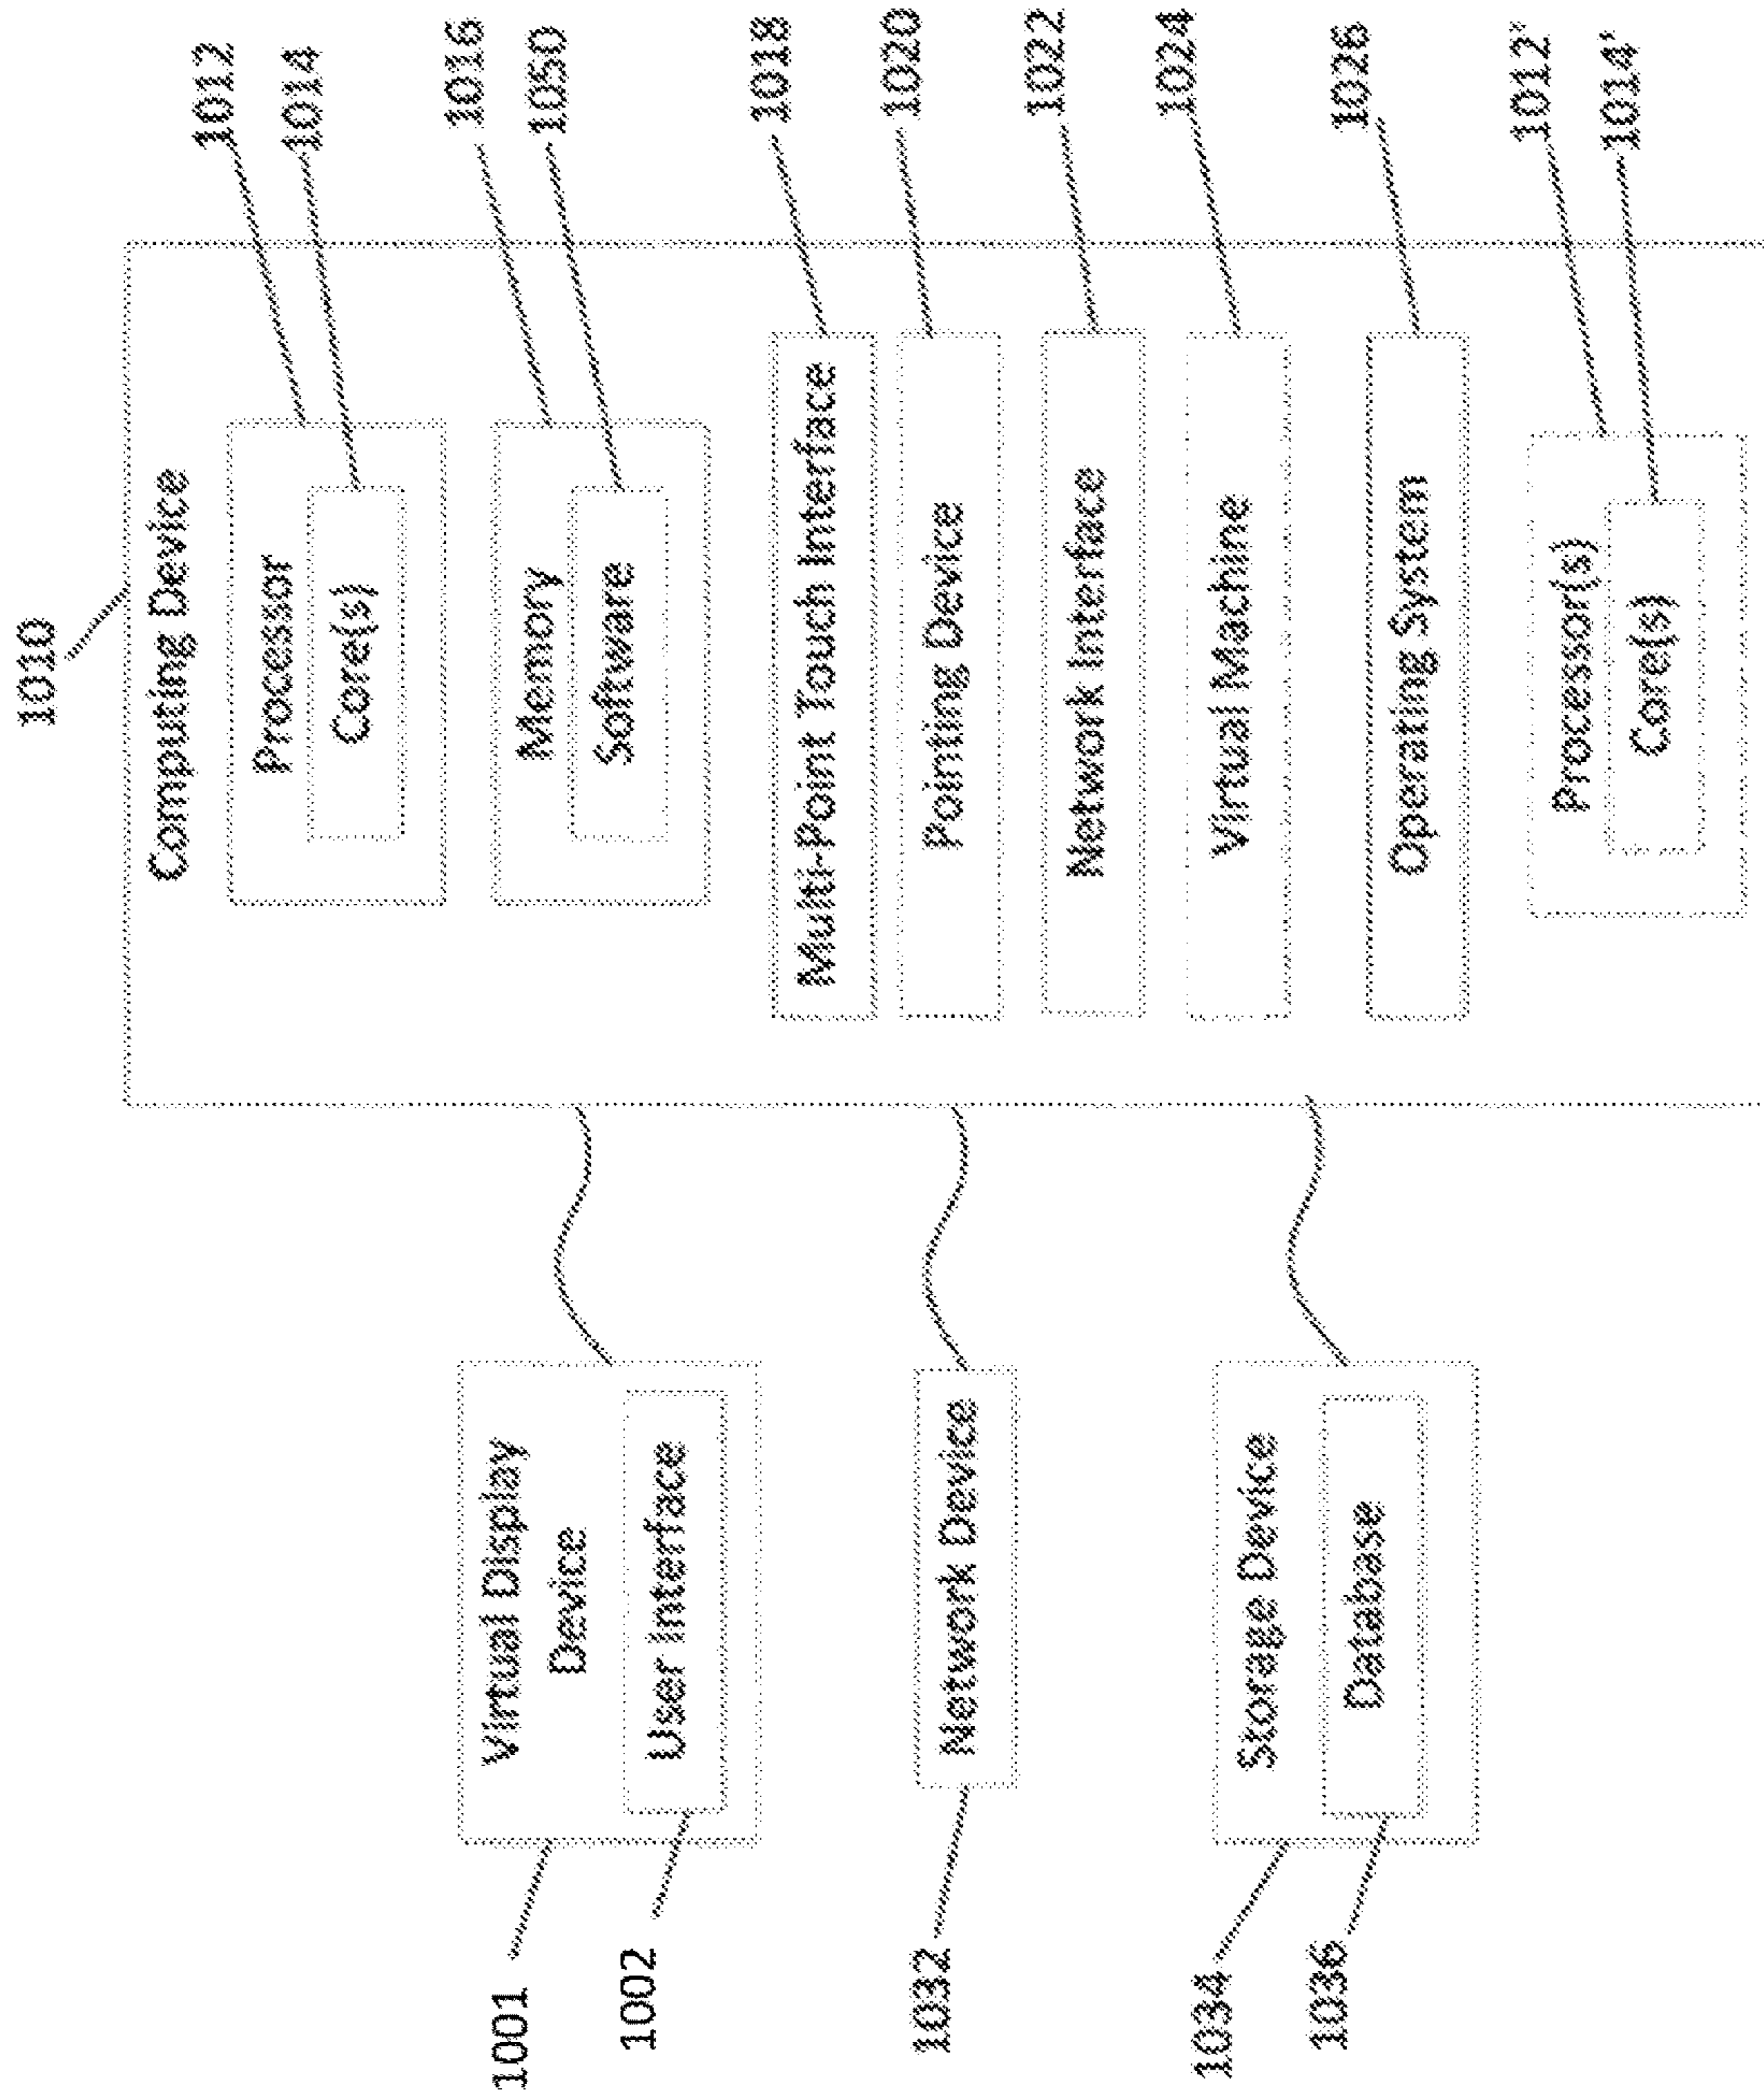 1010
Computing Device
Processor
Core(s)
1012
1014
Memory
Software
1016
1050
Multi-Point Touch Interface
1018
Pointing Device
1020
Network Interface
1022
Virtual Machine
1024
Operating System
1026
Processor(s)
Core(s)
1012'
1014'
Virtual Display
Device
User Interface
1001
1002
Network Device
1032
Storage Device
Database
1034
1036